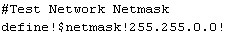 #Test Network Netmask
define!$netmask!255.255.0.0!